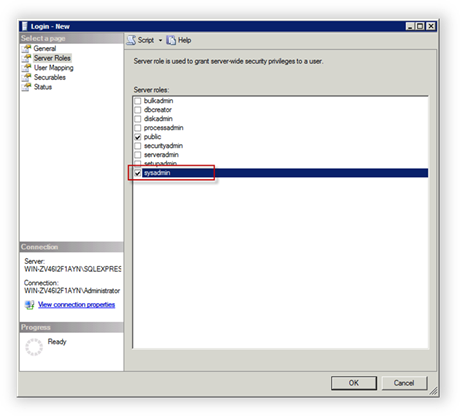 Login - New
Select a page
General
Server Roles
User Mapping
Securables
Status
Script
Help
Server role is used to grant server-wide security privileges to a user.
Server roles:
bulkadmin
dbcreator
diskadmin
processadmin
public
securityadmin
serveradmin
setupadmin
sysadmin
Connection
Server:
WIN-ZV46I2F1AYN\SQLEXPRES
Connection:
WIN-ZV46I2F1AYN\Administrator
View connection properties
Progress
Ready
OK
Cancel